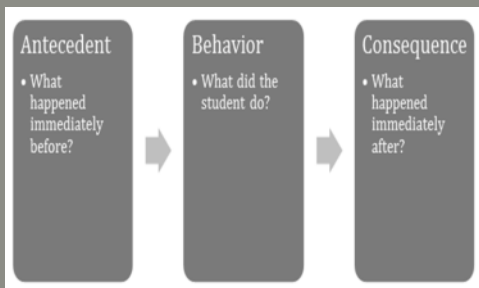 Antecedent
• What
happened
immediately
before?
Behavior
• What did the
student do?
Consequence
• What
happened
immediately
after?